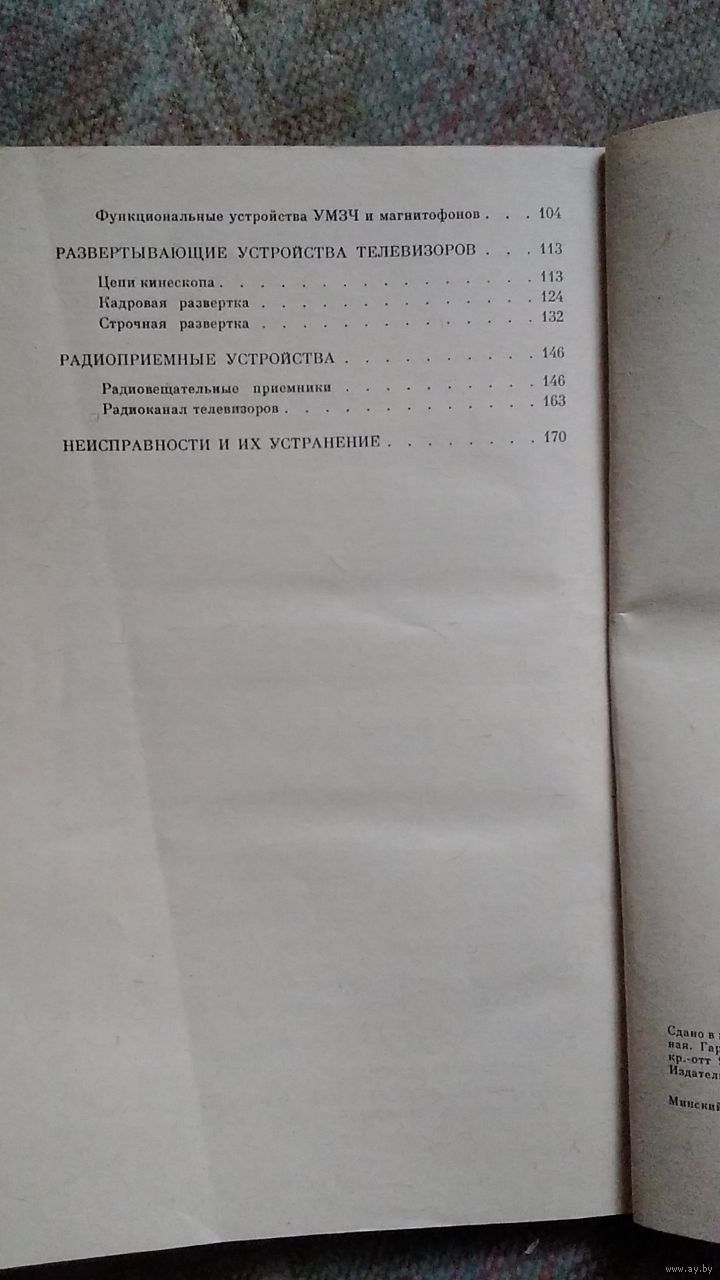 Функциональные устройства УМЗЧ и магнитофонов . . . 104
РАЗВЕРТЫВАЮЩИЕ УСТРОЙСТВА ТЕЛЕВИЗОРОВ . . . 113
Цепи кинескопа . . . . . . . . . . . . . . . 113
Кадровая развертка . . . . . . . . . . . . . 124
Строчная развертка . . . . . . . . . . . . . 132
РАДИОПРИЕМНЫЕ УСТРОЙСТВА . . . . . . . . . 146
Радиовещательные приемники . . . . . . . . . 146
Радиоканал телевизоров . . . . . . . . . . . . 163
НЕИСПРАВНОСТИ И ИХ УСТРАНЕНИЕ . . . . . . . . 170
Сдано в
ная. Гар
кр.-отт
Издател
Минский
www.ay.by